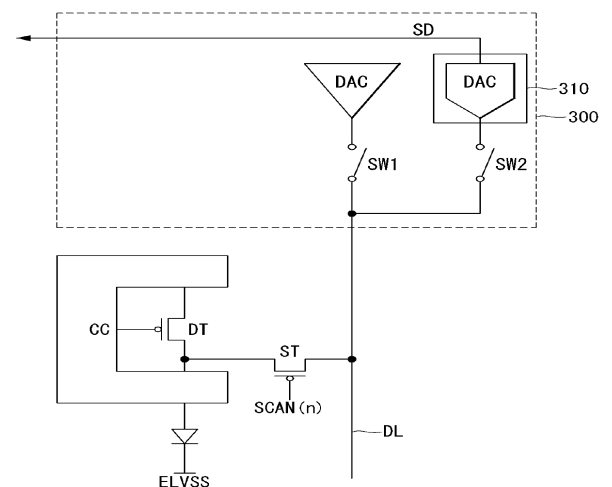 SD
DAC
DAC
310
300
SW1
SW2
CC
DT
ST
SCAN(n)
DL
ELVSS